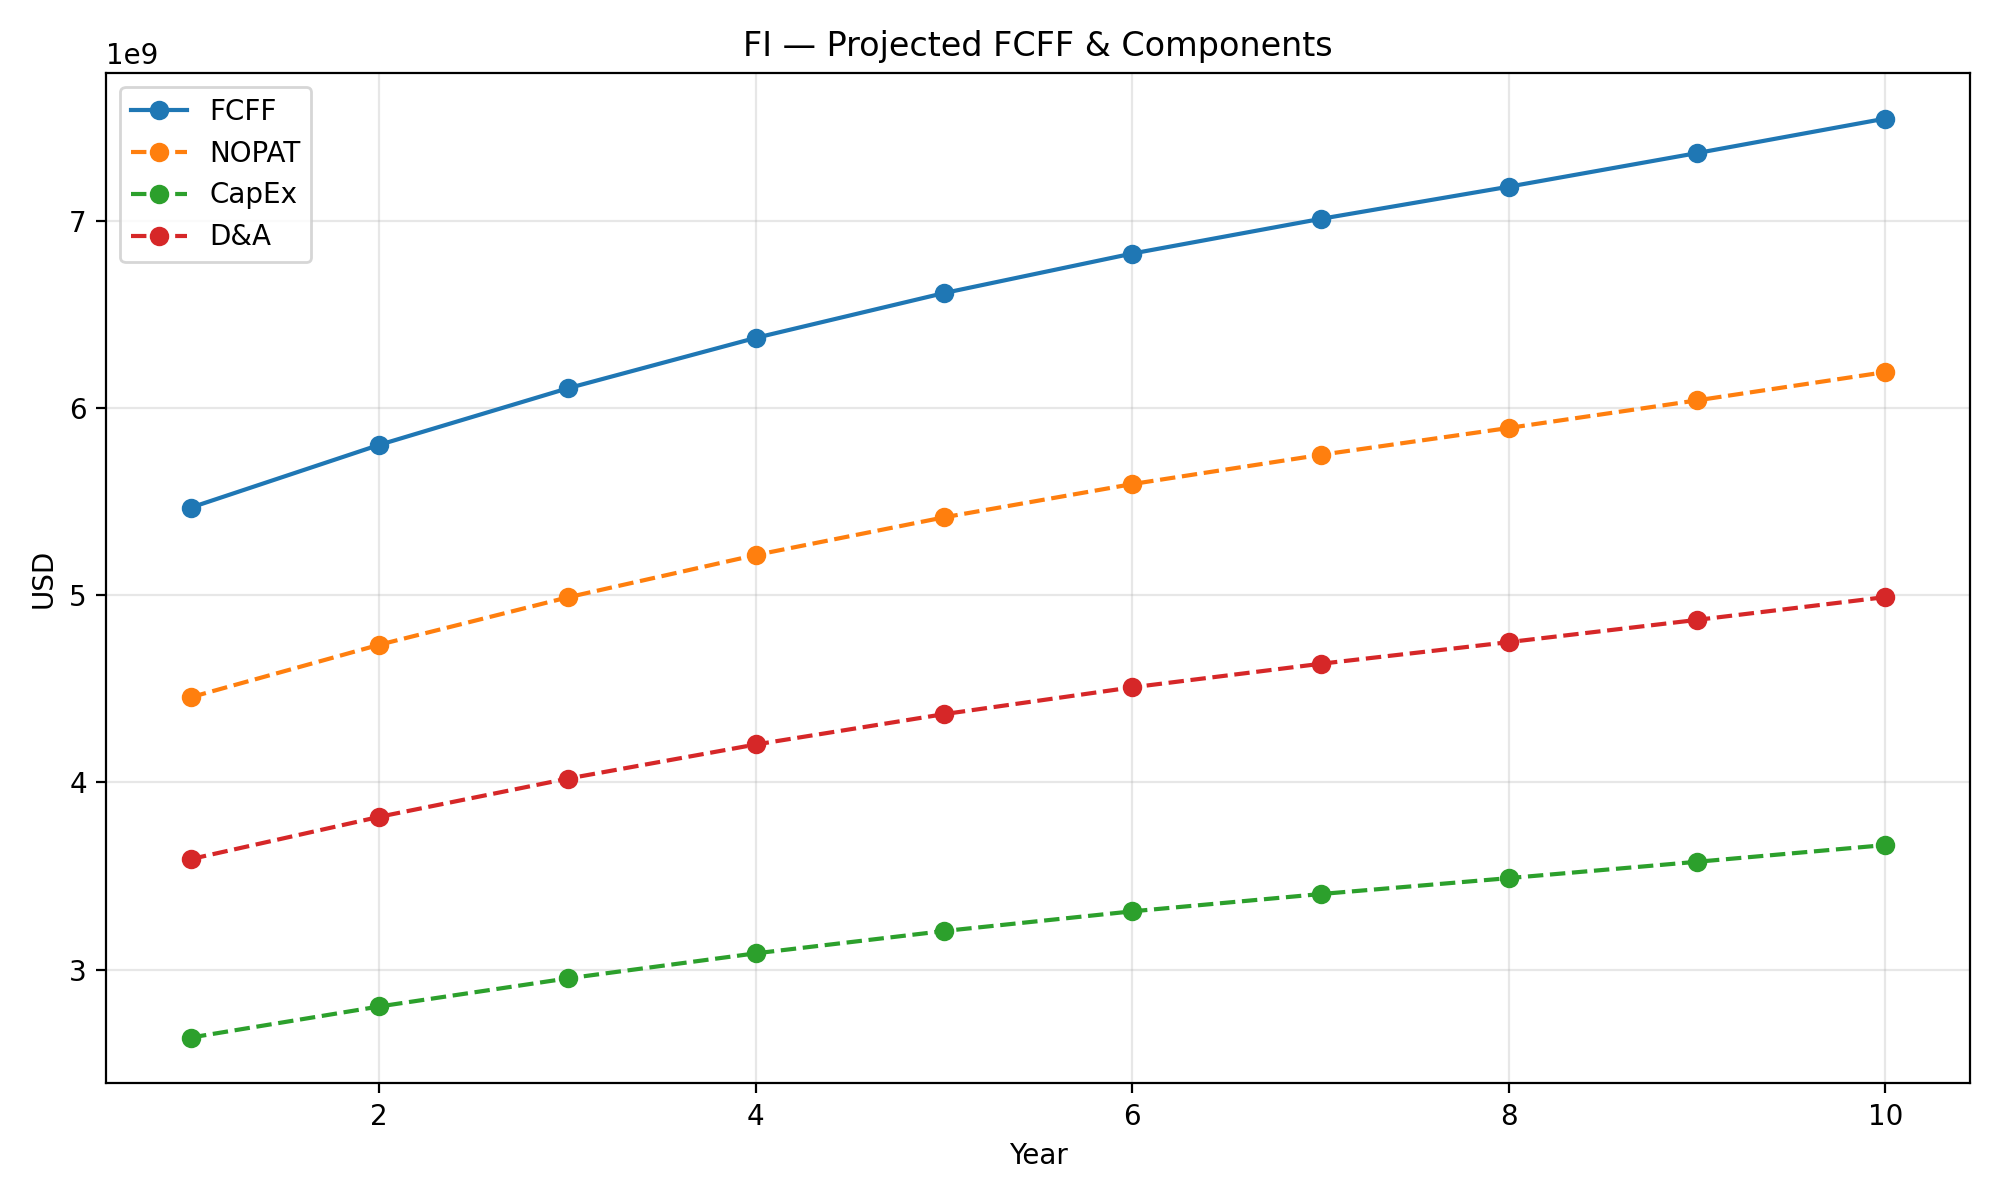 FI — Projected FCFF & Components
1e9
FCFF
NOPAT
CapEx
D&A
USD
7
6
5
4
3
2
4
6
8
10
Year